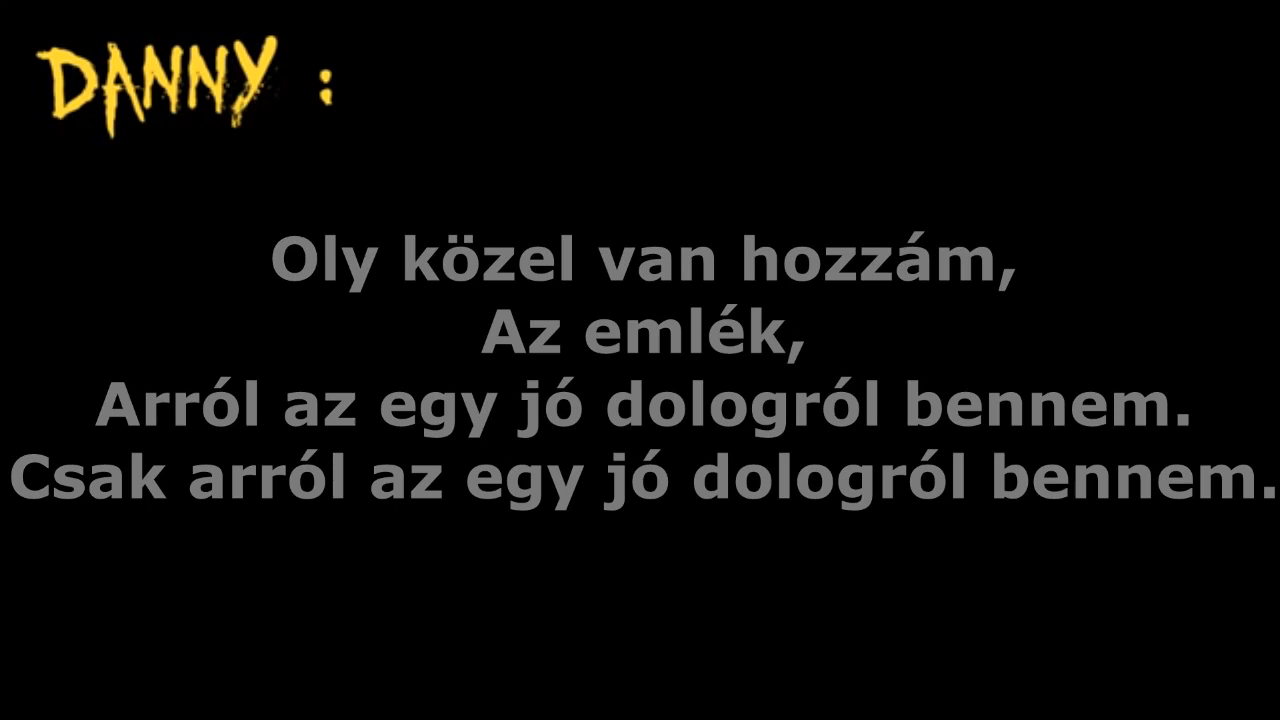 DANNY :
Oly közel van hozzám,
Az emlék,
Arról az egy jó dologról bennem.
Csak arról az egy jó dologról bennem.